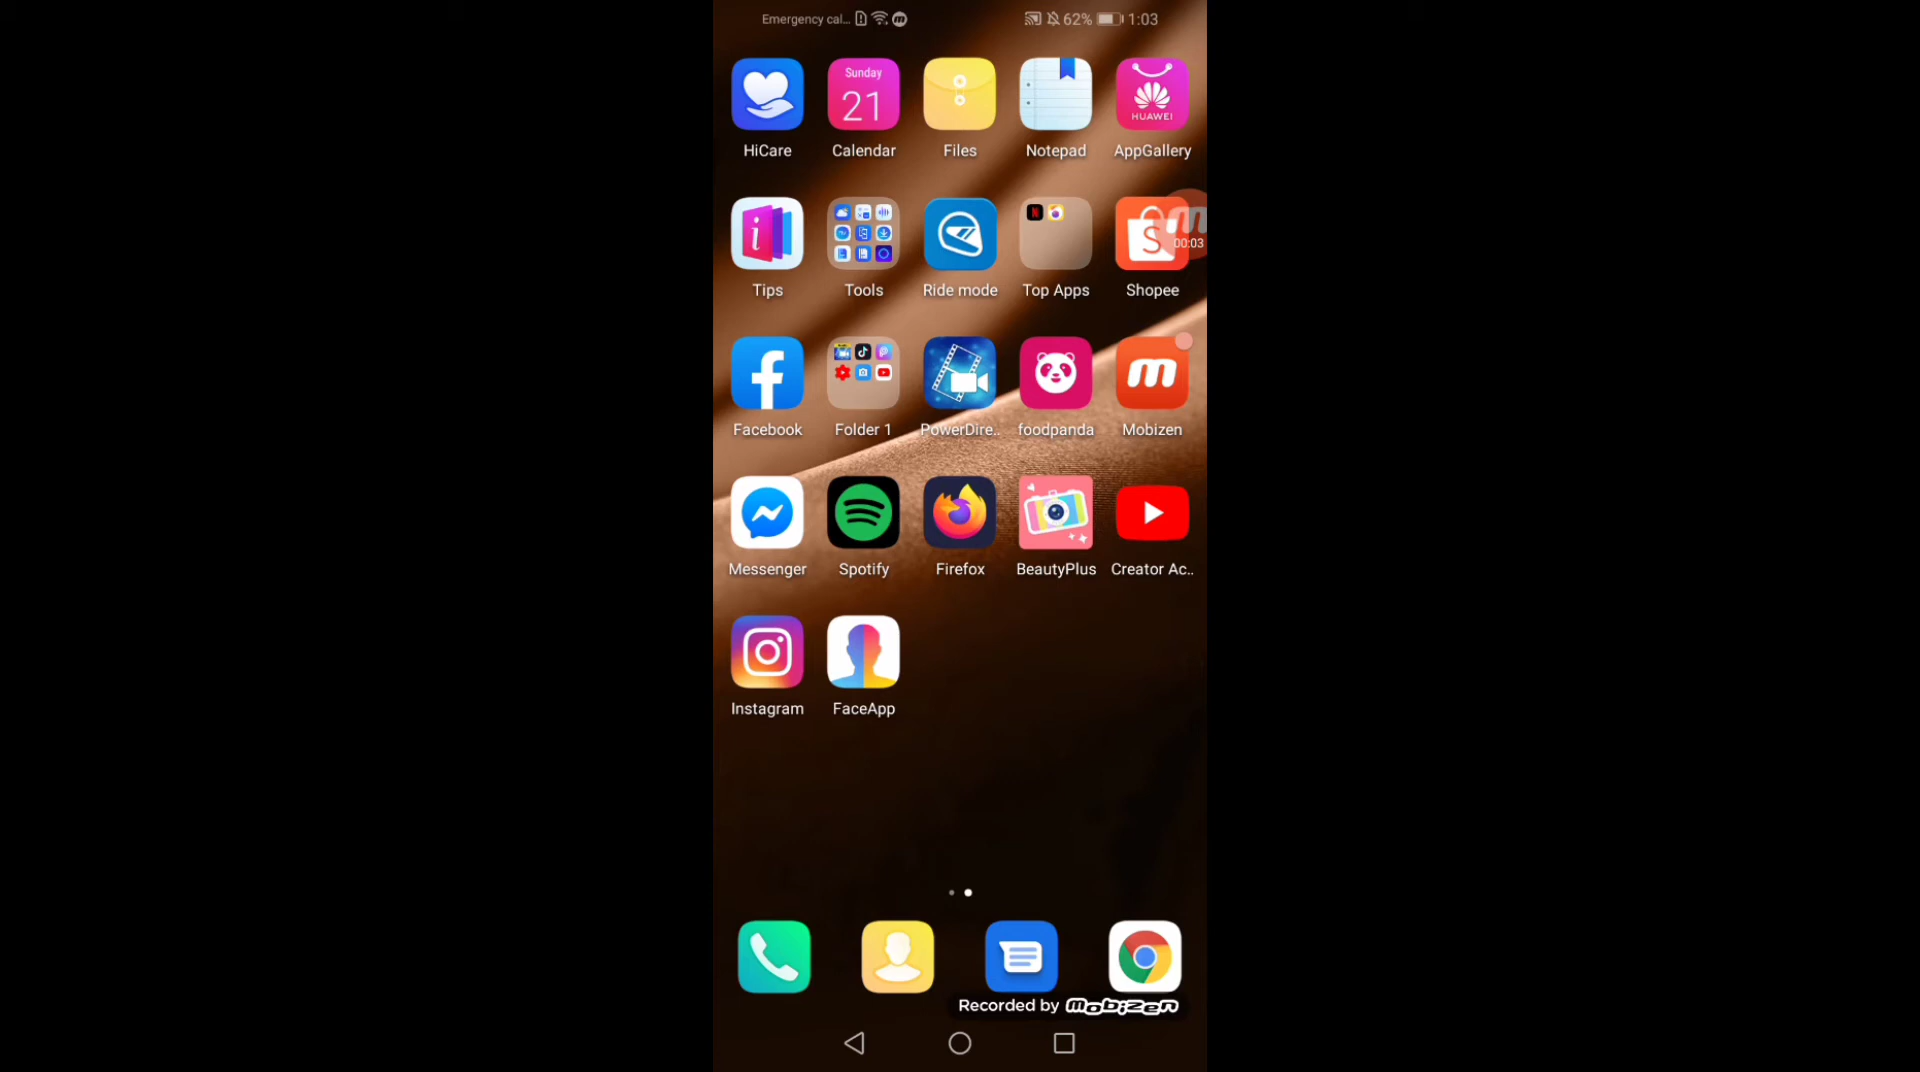 Emergency cal... 62% 1:03
Sunday
21
HUAWEI
HiCare Calendar Files Notepad AppGallery
i
S
00:03
Tips Tools Ride mode Top Apps Shopee
f
m
Facebook Folder 1 PowerDire.. foodpanda Mobizen
Messenger Spotify Firefox BeautyPlus Creator Ac..
Instagram FaceApp
Recorded by mobizen